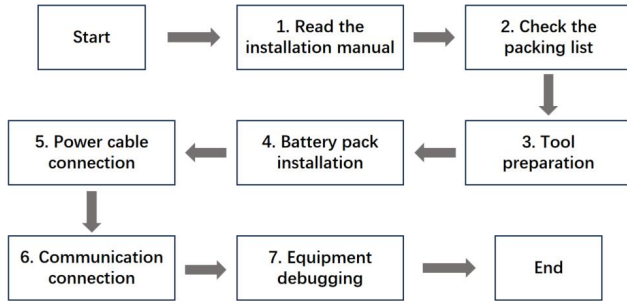 Start
1. Read the
installation manual
2. Check the
packing list
3. Tool
preparation
4. Battery pack
installation
5. Power cable
connection
6. Communication
connection
7. Equipment
debugging
End